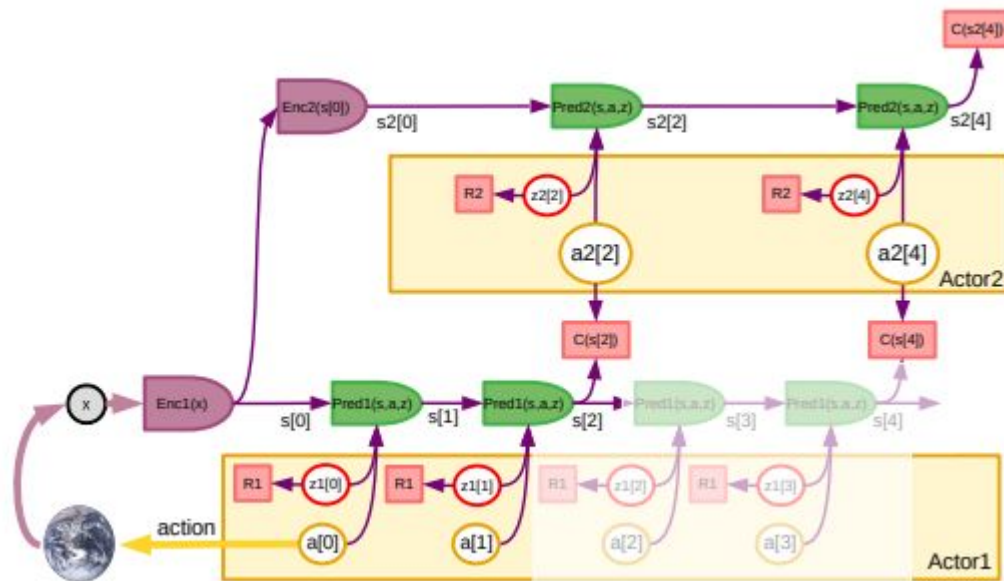 C(s2[4])
Enc2(s[0])
Pred2(s,a,z)
Pred2(s,a,z)
s2[0]
s2[2]
s2[4]
R2
z2[2]
R2
z2[4]
a2[2]
a2[4]
Actor2
C(s[2])
C(s[4])
x
Enc1(x)
Pred1(s,a,z)
Pred1(s,a,z)
Pred1(s,a,z)
Pred1(s,a,z)
s[0]
s[1]
s[2]
s[3]
s[4]
R1
z1[0]
R1
z1[1]
R1
z1[2]
R1
z1[3]
action
a[0]
a[1]
a[2]
a[3]
Actor1